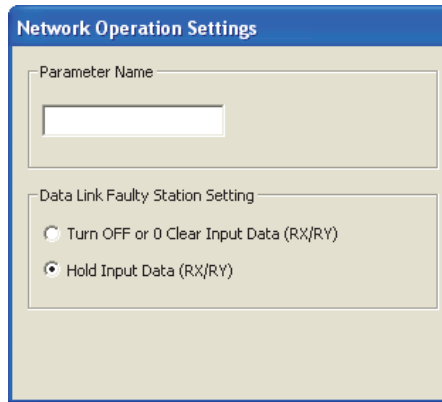 Network Operation Settings
Parameter Name
Data Link Faulty Station Setting
Turn OFF or 0 Clear Input Data (RX/RY)
Hold Input Data (RX/RY)